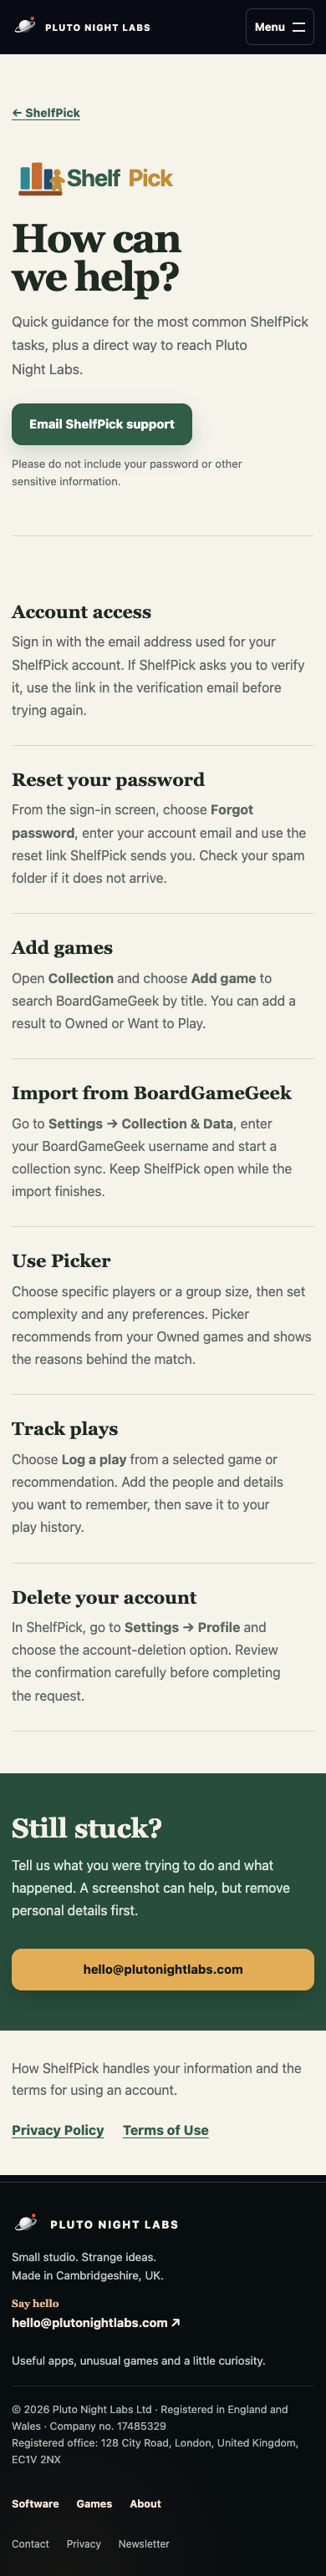 PLUTO NIGHT LABS
Menu
← ShelfPick
Shelf Pick
How can
we help?
Quick guidance for the most common ShelfPick
tasks, plus a direct way to reach Pluto
Night Labs.
Email ShelfPick support
Please do not include your password or other
sensitive information.
Account access
Sign in with the email address used for your
ShelfPick account. If ShelfPick asks you to verify
it, use the link in the verification email before
trying again.
Reset your password
From the sign-in screen, choose Forgot
password, enter your account email and use the
reset link ShelfPick sends you. Check your spam
folder if it does not arrive.
Add games
Open Collection and choose Add game to
search BoardGameGeek by title. You can add a
result to Owned or Want to Play.
Import from BoardGameGeek
Go to Settings → Collection & Data, enter
your BoardGameGeek username and start a
collection sync. Keep ShelfPick open while the
import finishes.
Use Picker
Choose specific players or a group size, then set
complexity and any preferences. Picker
recommends from your Owned games and shows
the reasons behind the match.
Track plays
Choose Log a play from a selected game or
recommendation. Add the people and details
you want to remember, then save it to your
play history.
Delete your account
In ShelfPick, go to Settings → Profile and
choose the account-deletion option. Review
the confirmation carefully before completing
the request.
Still stuck?
Tell us what you were trying to do and what
happened. A screenshot can help, but remove
personal details first.
hello@plutonightlabs.com
How ShelfPick handles your information and the
terms for using an account.
Privacy Policy Terms of Use
PLUTO NIGHT LABS
Small studio. Strange ideas.
Made in Cambridgeshire, UK.
Say hello
hello@plutonightlabs.com ↗
Useful apps, unusual games and a little curiosity.
© 2026 Pluto Night Labs Ltd · Registered in England and
Wales · Company no. 17485329
Registered office: 128 City Road, London, United Kingdom,
EC1V 2NX
Software Games About
Contact Privacy Newsletter